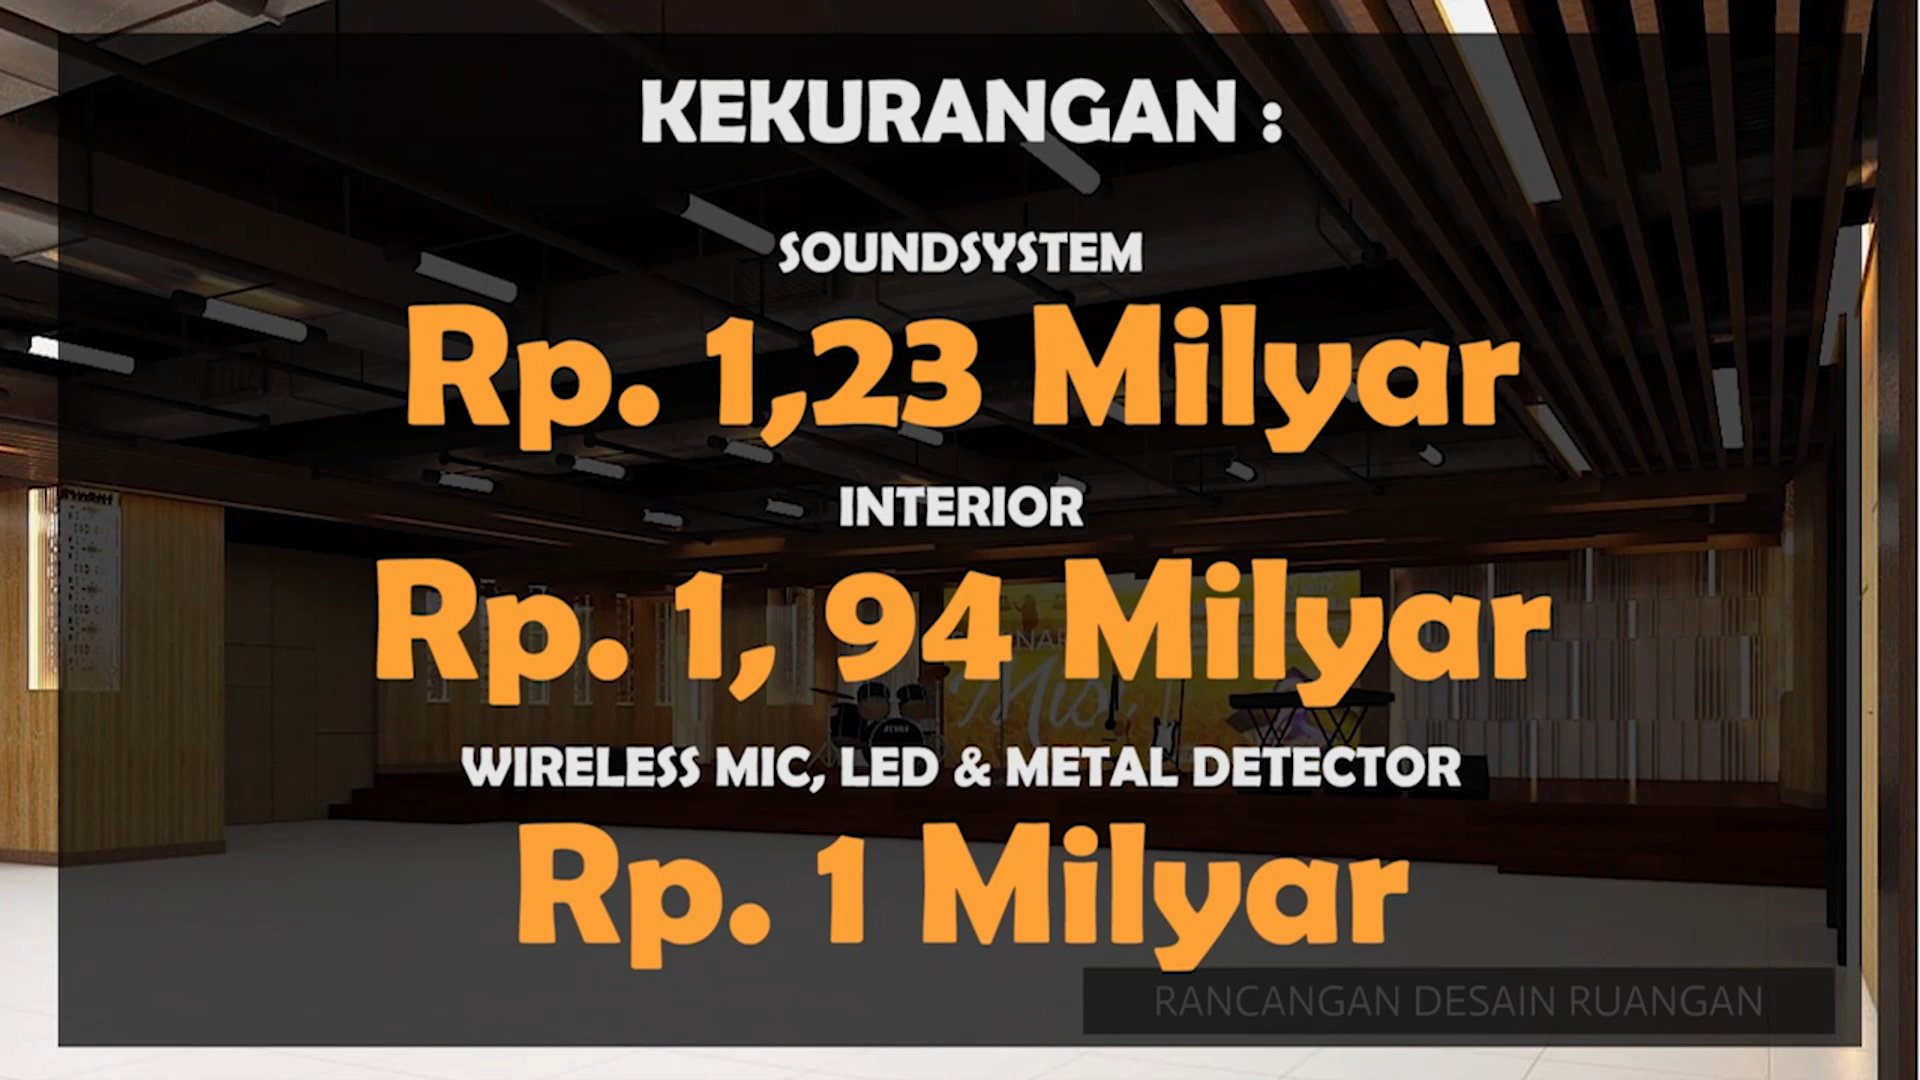 KEKURANGAN :
SOUNDSYSTEM
Rp. 1,23 Milyar
INTERIOR
Rp. 1, 94 Milyar
WIRELESS MIC, LED & METAL DETECTOR
Rp. 1 Milyar
RANCANGAN DESAIN RUANGAN